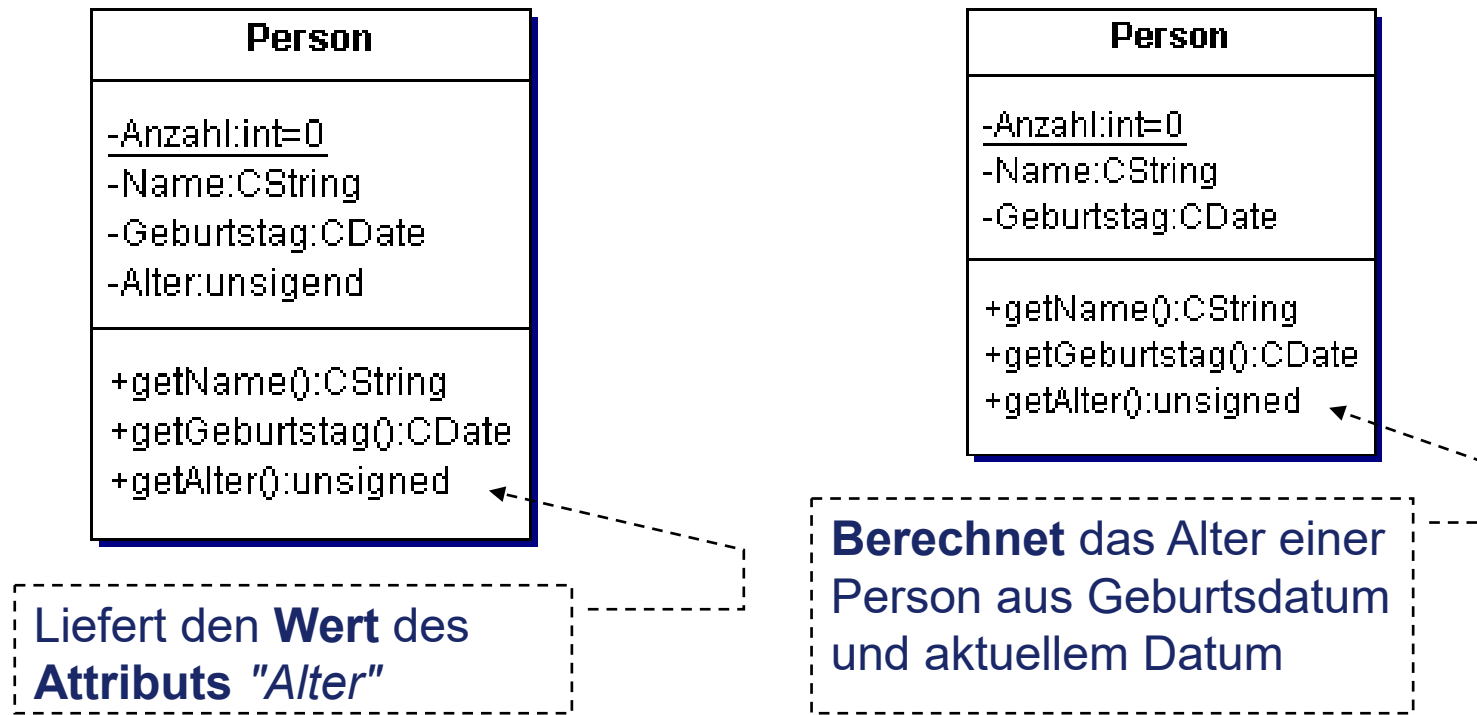 Person
-Anzahl:int=0
-Name:CString
-Geburtstag:CDate
-Alter:unsigend
+getName():CString
+getGeburtstag():CDate
+getAlter():unsigned
Liefert den Wert des
Attributs "Alter"
Person
-Anzahl:int=0
-Name:CString
-Geburtstag:CDate
+getName():CString
+getGeburtstag():CDate
+getAlter():unsigned
Berechnet das Alter einer
Person aus Geburtsdatum
und aktuellem Datum